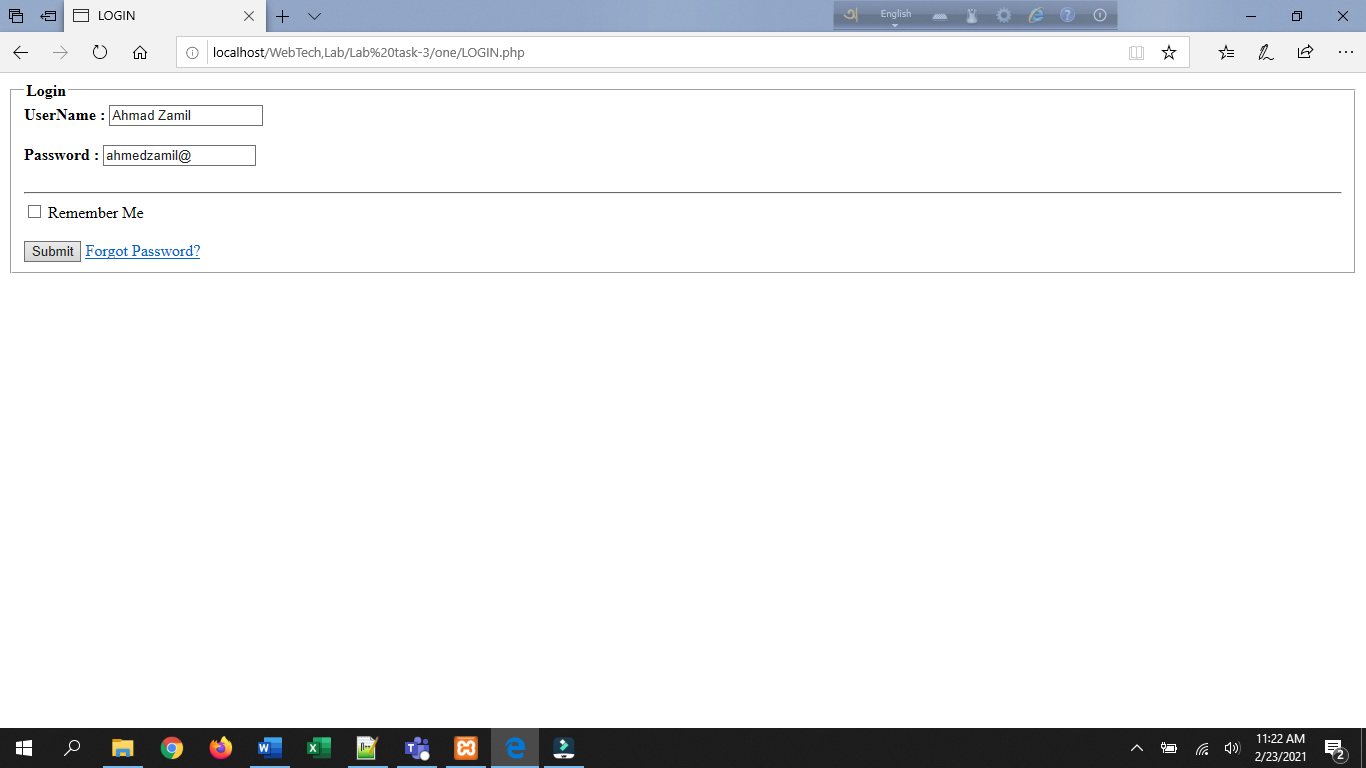 LOGIN
English
localhost/WebTech,Lab/Lab%20task-3/one/LOGIN.php
Login
UserName : Ahmad Zamil
Password : ahmedzamil@
Remember Me
Submit Forgot Password?
11:22 AM
2/23/2021
2